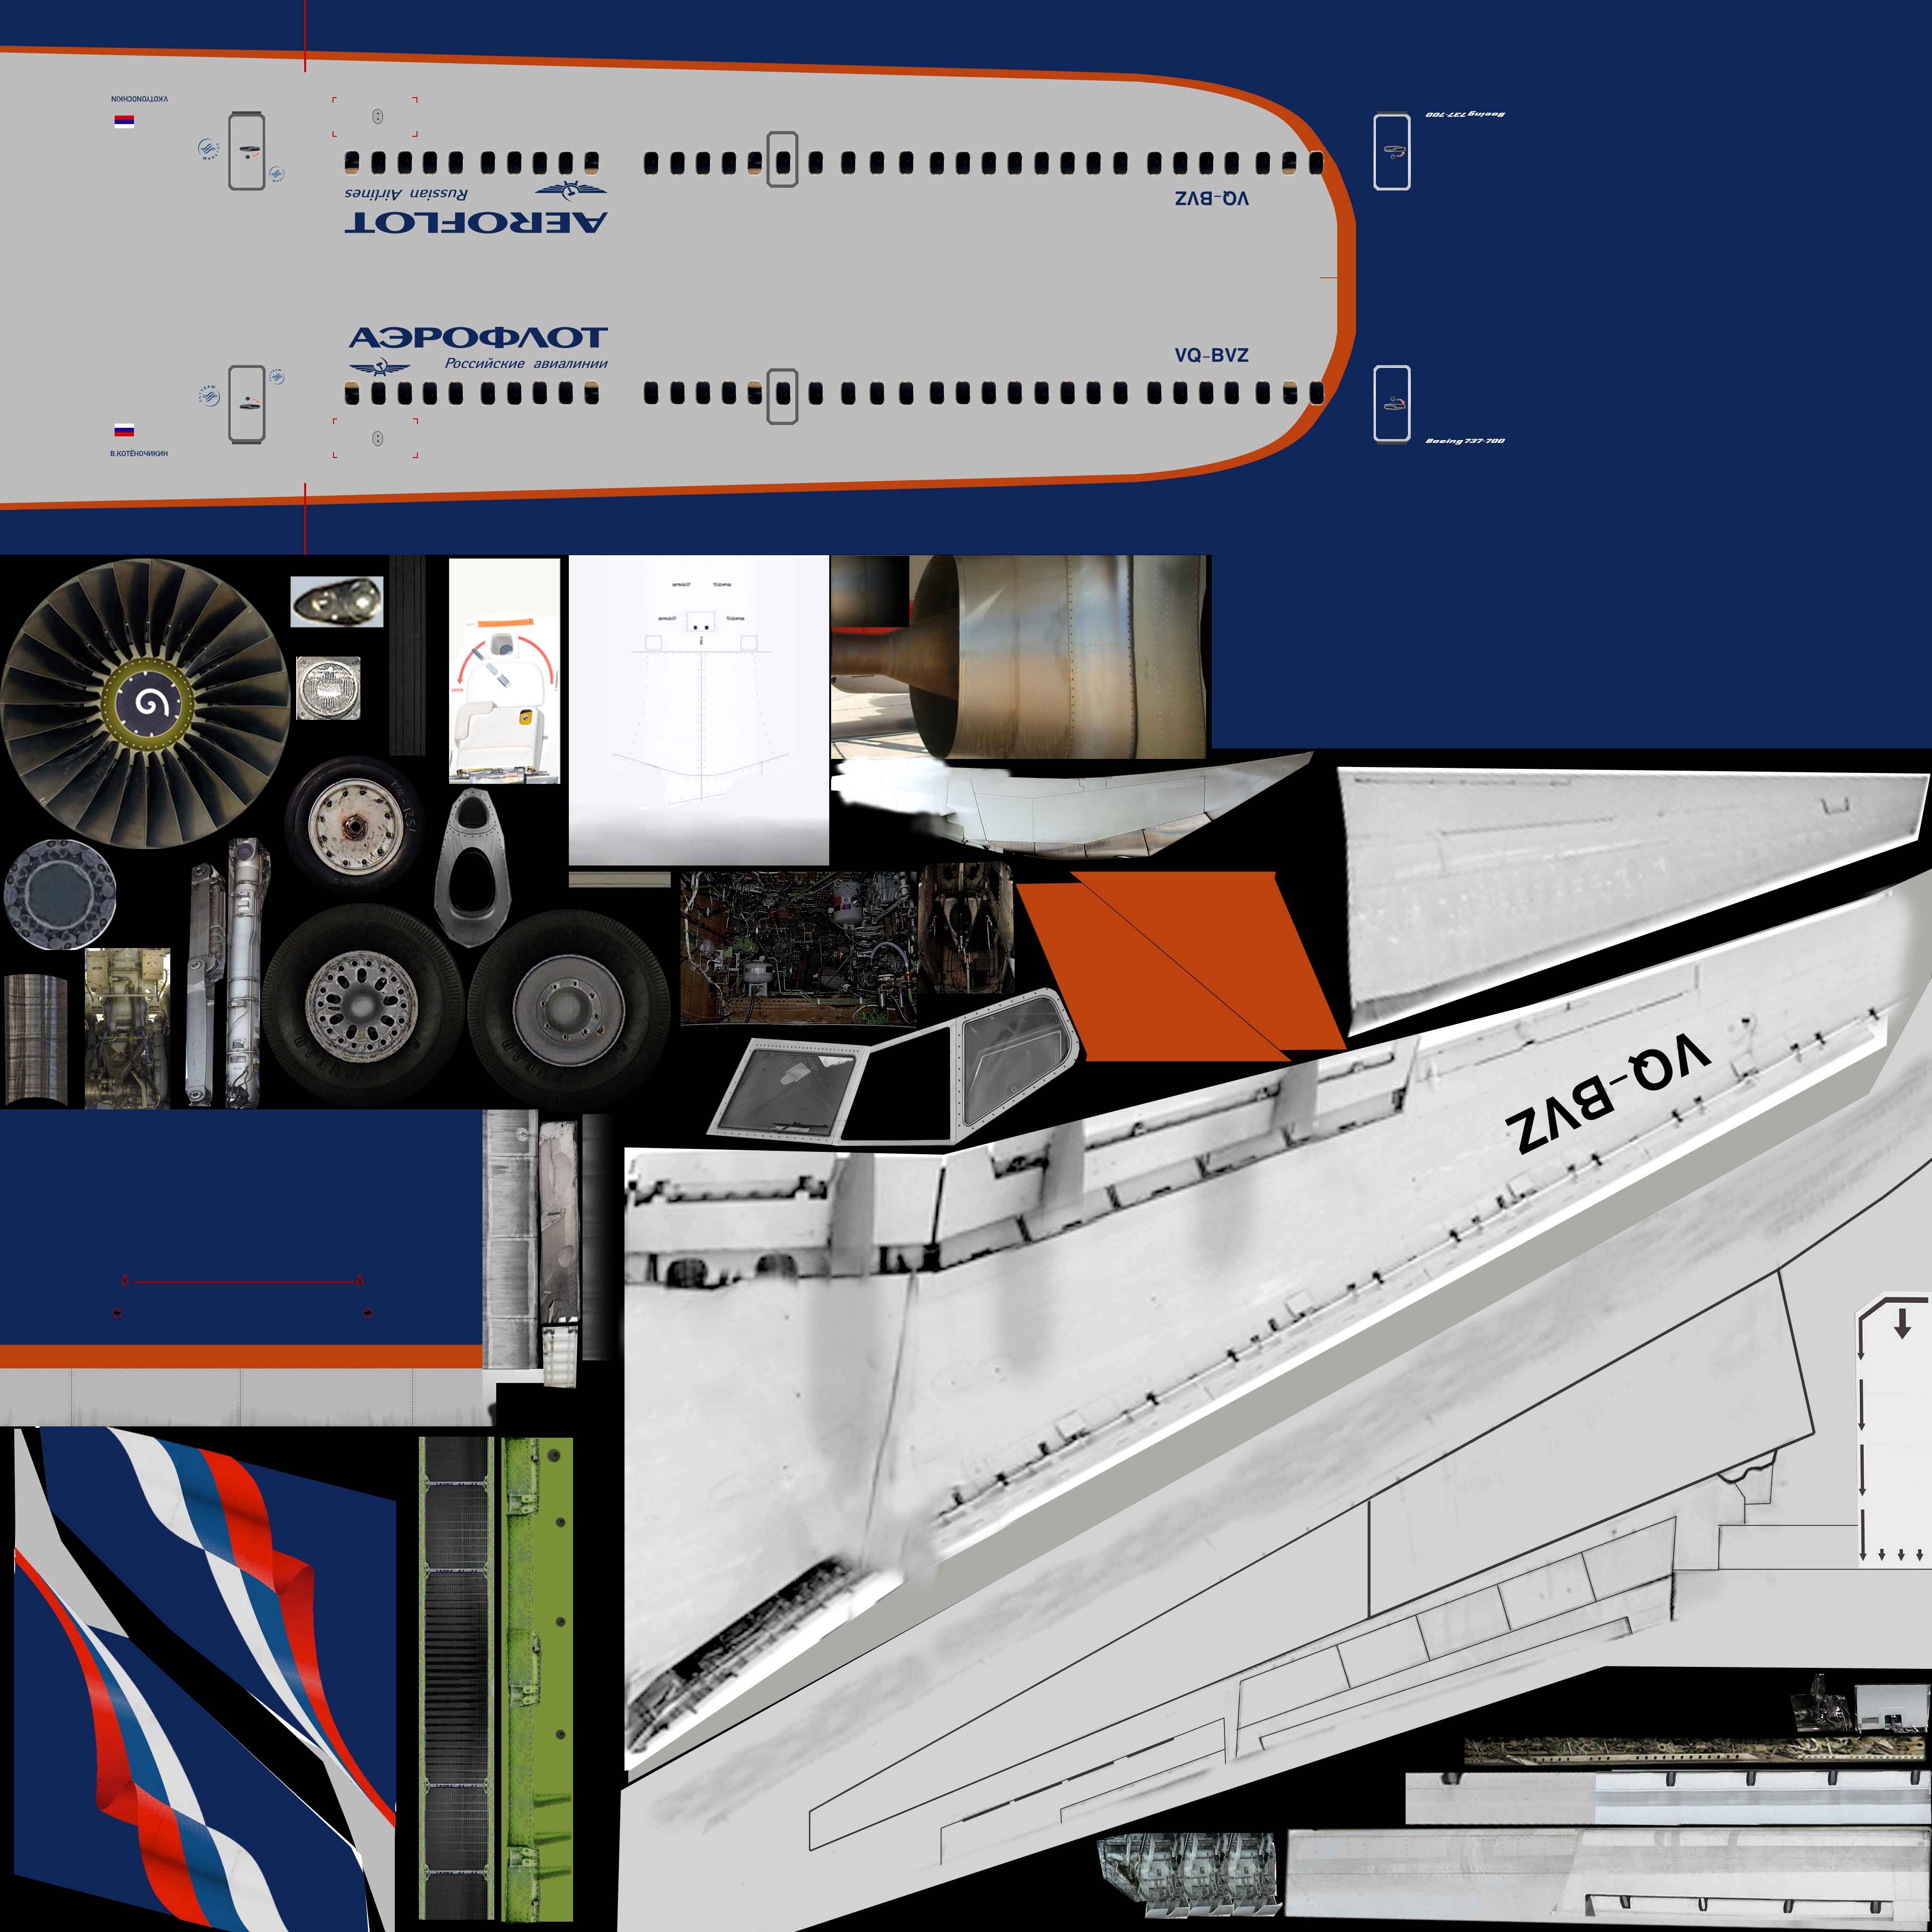 V.KOTYONOCHKIN
Boeing 737-700
Russian Airlines
VQ-BVZ
AEROFLOT
АЭРОФЛОТ
VQ-BVZ
Российские авиалинии
Boeing 737-700
В.КОТЁНОЧИКИН
OPEN
VQ-BVZ